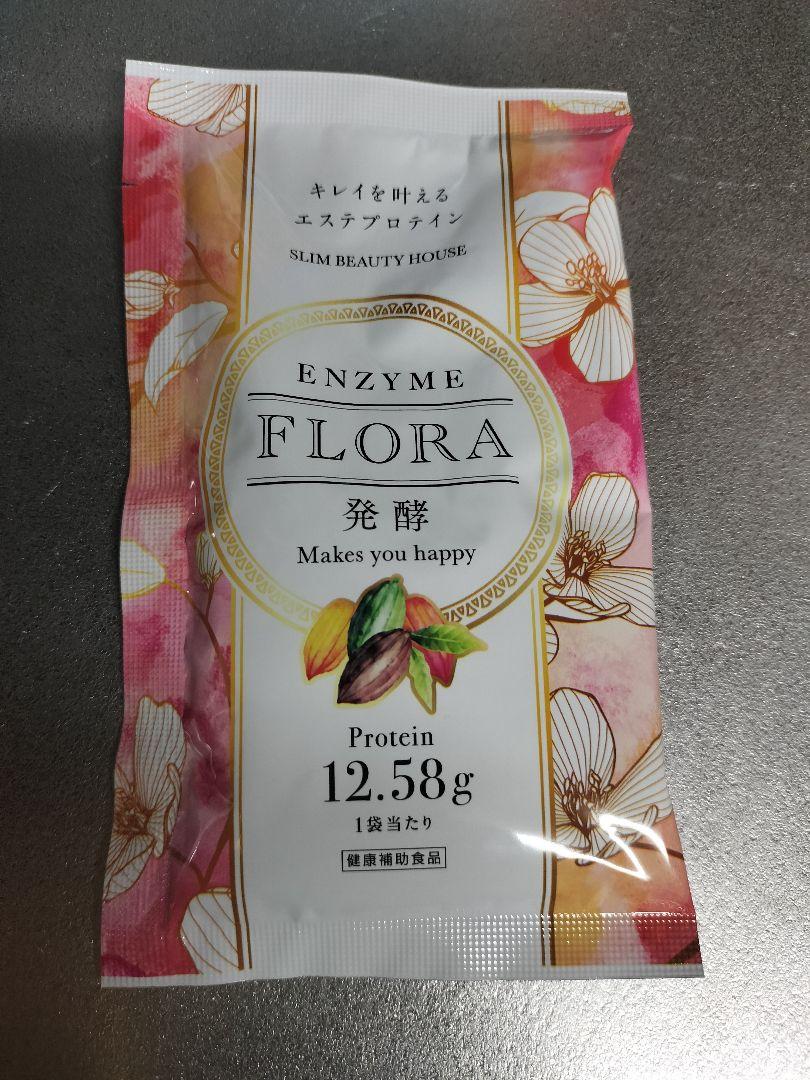 キレイを叶える
エステプロテイン
SLIM BEAUTY HOUSE
ENZYME
FLORA
発酵
Makes you happy
Protein
12.58g
1袋当たり
健康補助食品